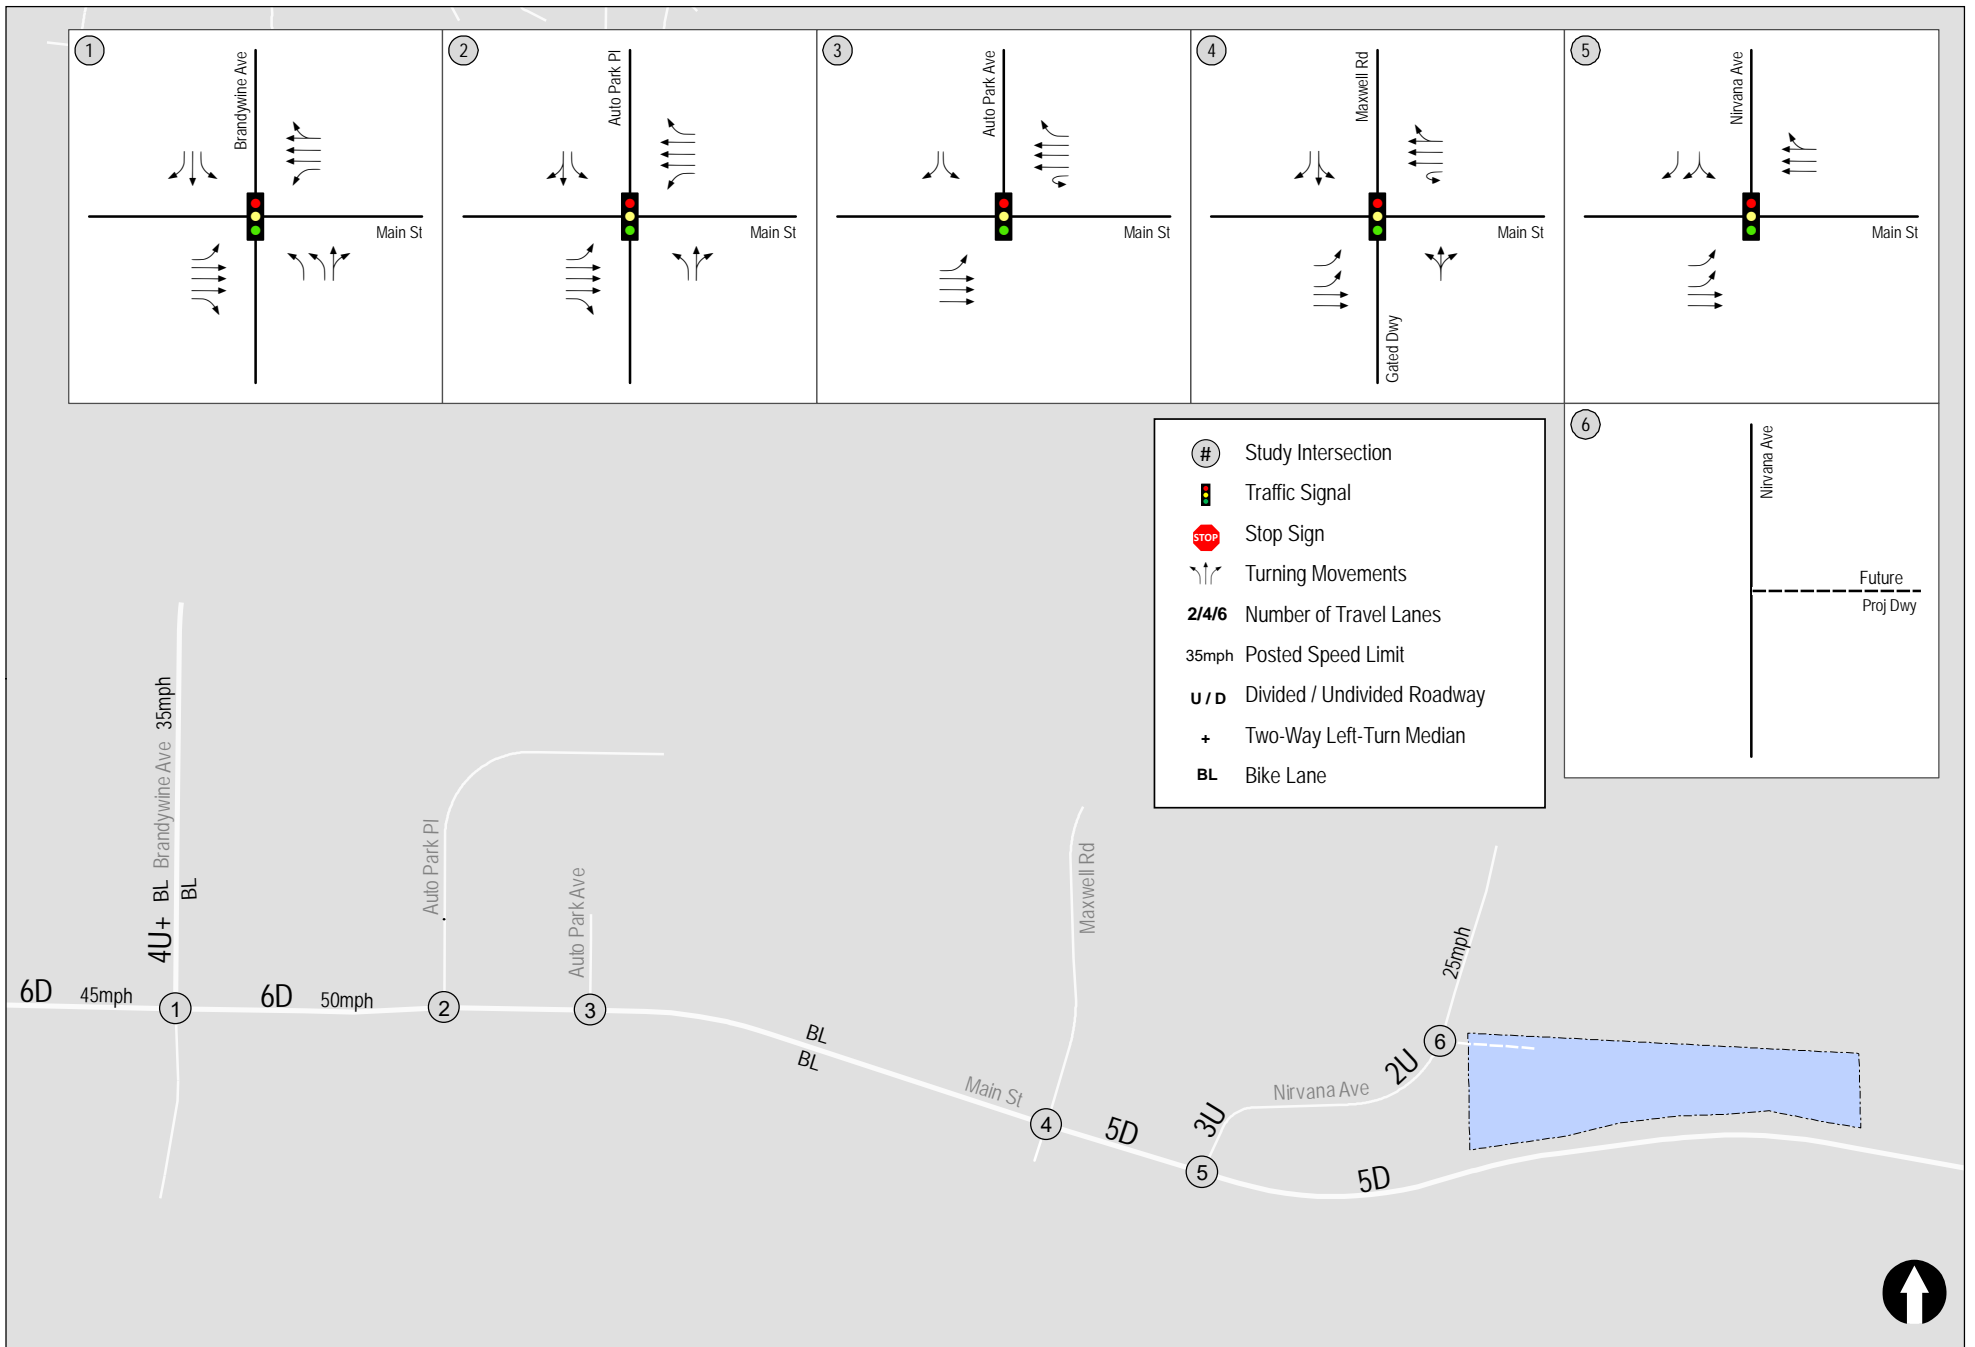 1
Brandywine Ave
Main St
2
Auto Park Pl
Main St
3
Auto Park Ave
Main St
4
Maxwell Rd
Main St
Gated Dwy
5
Nirvana Ave
Main St
6
Nirvana Ave
Future
Proj Dwy
# Study Intersection
Traffic Signal
STOP Stop Sign
Turning Movements
2/4/6 Number of Travel Lanes
35mph Posted Speed Limit
U / D Divided / Undivided Roadway
+ Two-Way Left-Turn Median
BL Bike Lane
4U+ BL Brandywine Ave 35mph
BL
Auto Park Pl
Auto Park Ave
Maxwell Rd
25mph
6D 45mph
1
6D 50mph
2
3
BL
BL
Main St
4
5D
5
3U
Nirvana Ave
2U
6
5D